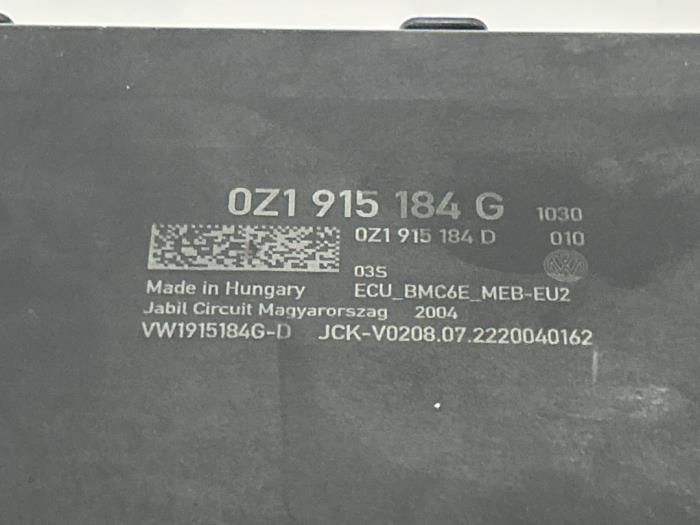 0Z1 915 184 G 1030
0Z1 915 184 D 010
03S
Made in Hungary ECU_BMC6E_MEB-EU2
Jabil Circuit Magyarorszag 2004
VW1915184G-D JCK-V0208.07.2220040162